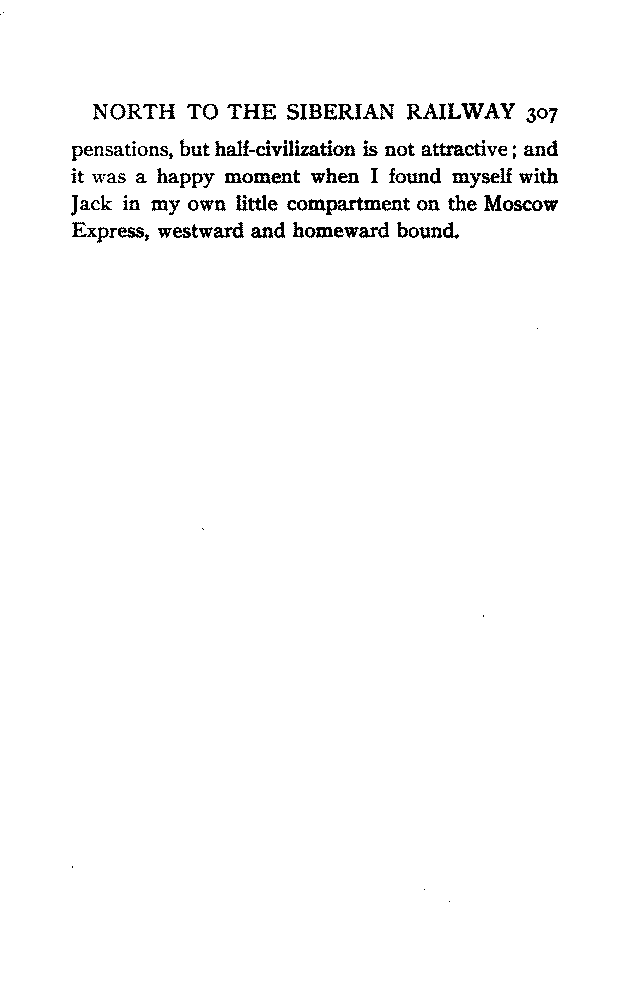 NORTH TO THE SIBERIAN RAILWAY 307
pensations, but half-civilization is not attractive; and
it was a happy moment when I found myself with
Jack in my own little compartment on the Moscow
Express, westward and homeward bound.